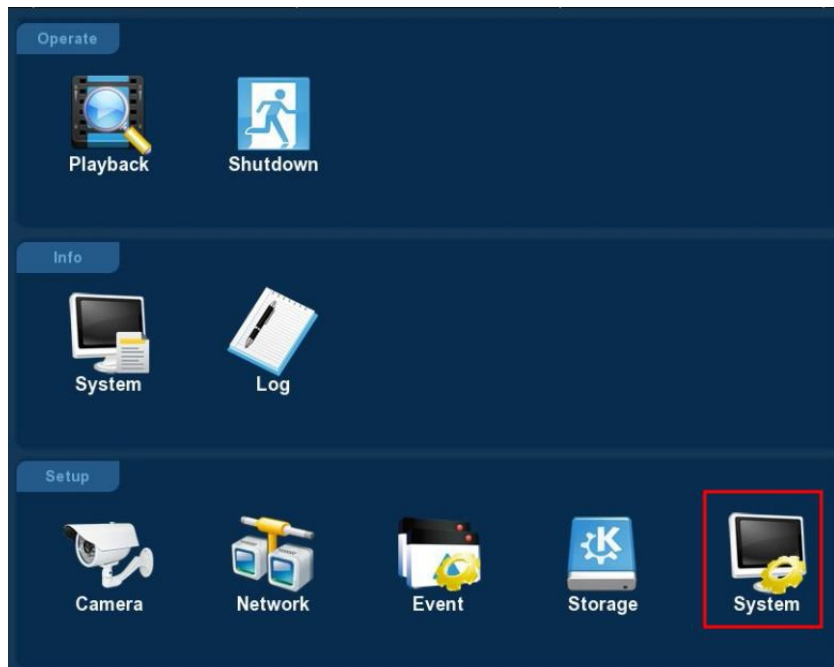 Operate
Playback
Shutdown
Info
System
Log
Setup
Camera
Network
Event
Storage
System